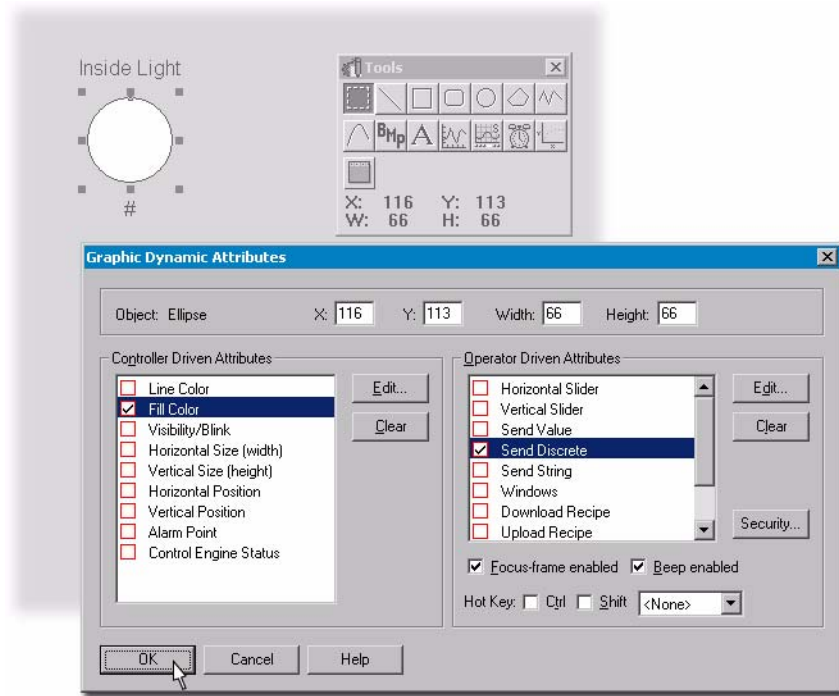 Inside Light
#
Tools
BMP A
X: 116 Y: 113
W: 66 H: 66
Graphic Dynamic Attributes
Object: Ellipse X: 116 Y: 113 Width: 66 Height: 66
Controller Driven Attributes
Line Color
Fill Color
Visibility/Blink
Horizontal Size (width)
Vertical Size (height)
Horizontal Position
Vertical Position
Alarm Point
Control Engine Status
Edit...
Clear
Operator Driven Attributes
Horizontal Slider
Vertical Slider
Send Value
Send Discrete
Send String
Windows
Download Recipe
Upload Recipe
Edit...
Clear
Security...
Focus-frame enabled Beep enabled
Hot Key: Ctrl Shift <None>
OK Cancel Help